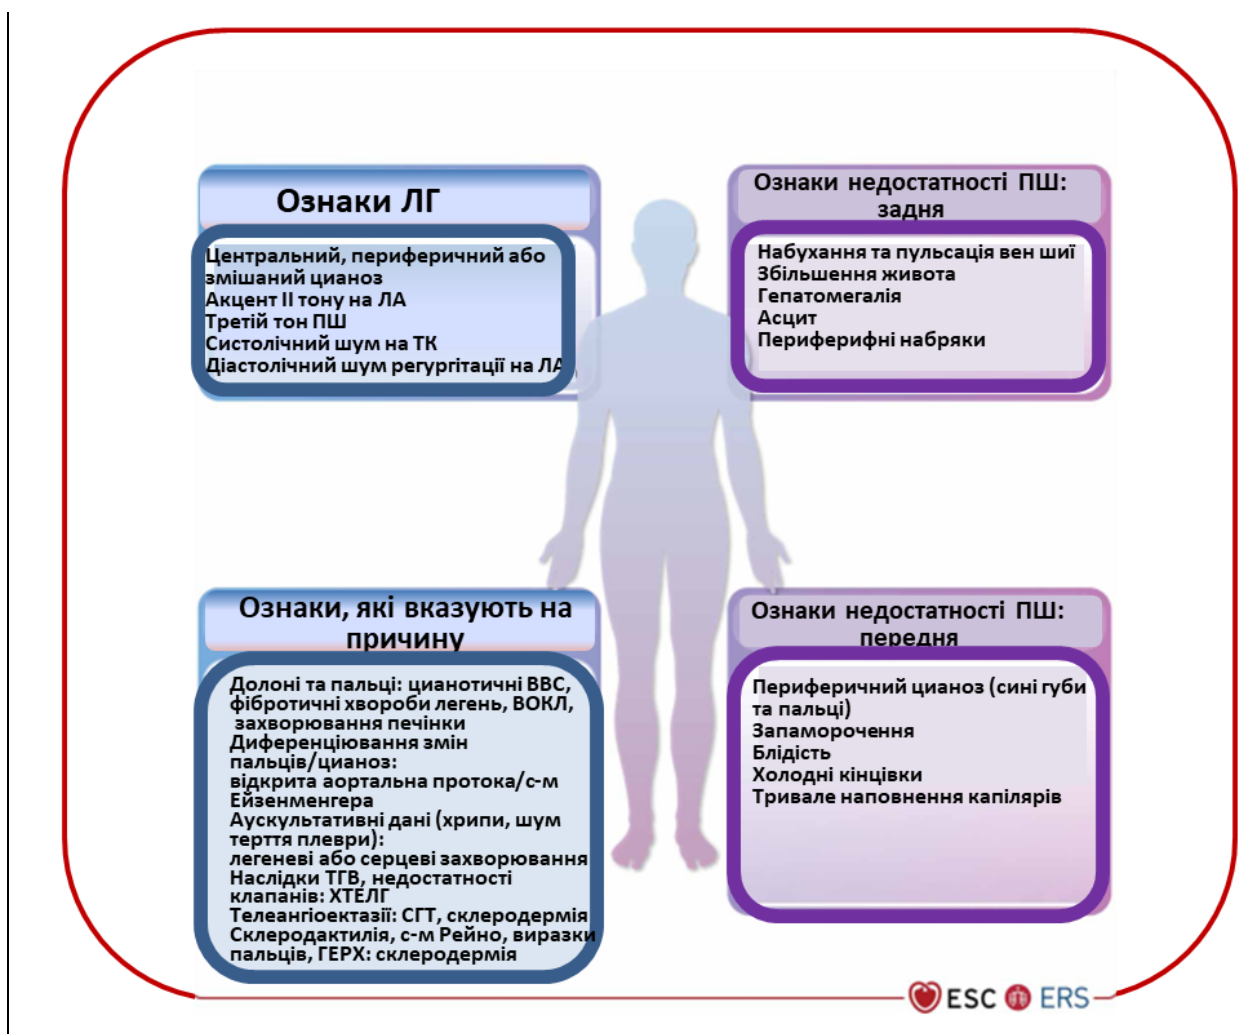 Ознаки ЛГ
Центральний, периферичний або
змішаний цианоз
Акцент II тону на ЛА
Третій тон ПШ
Систолічний шум на ТК
Діастолічний шум регургітації на ЛА
Ознаки недостатності ПШ:
задня
Набухання та пульсація вен шиї
Збільшення живота
Гепатомегалія
Асцит
Периферифні набряки
Ознаки, які вказують на
причину
Долоні та пальці: цианотичні ВВС,
фібротичні хвороби легень, ВОКЛ,
захворювання печінки
Диференціювання змін
пальців/цианоз:
відкрита аортальна протока/с-м
Ейзенменгера
Аускультативні дані (хрипи, шум
терття плеври):
легеневі або серцеві захворювання
Наслідки ТГВ, недостатності
клапанів: ХТЕЛГ
Телеангіоектазії: СГТ, склеродермія
Склеродактилія, с-м Рейно, виразки
пальців, ГЕРХ: склеродермія
Ознаки недостатності ПШ:
передня
Периферичний цианоз (сині губи
та пальці)
Запаморочення
Блідість
Холодні кінцівки
Тривале наповнення капілярів
ESC ERS